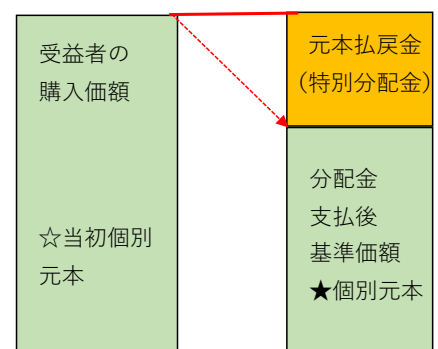 受益者の
購入価額
☆当初個別
元本
元本払戻金
(特別分配金)
分配金
支払後
基準価額
★個別元本